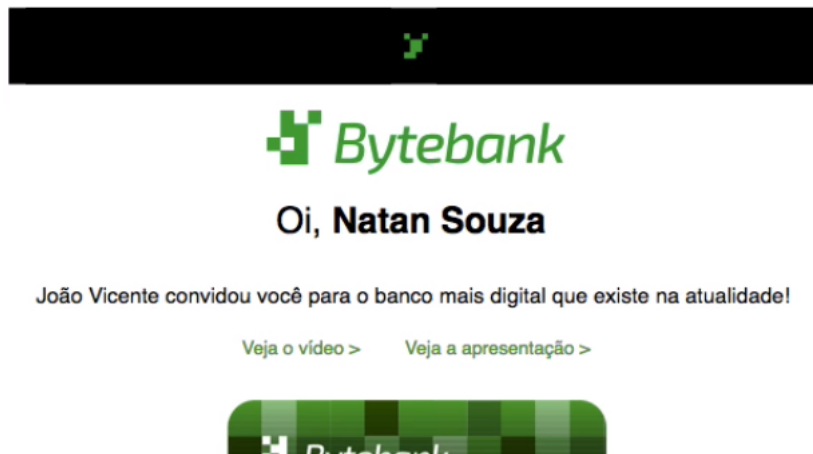 Bytebank
Oi, Natan Souza
João Vicente convidou você para o banco mais digital que existe na atualidade!
Veja o vídeo > Veja a apresentação >
Bytebank